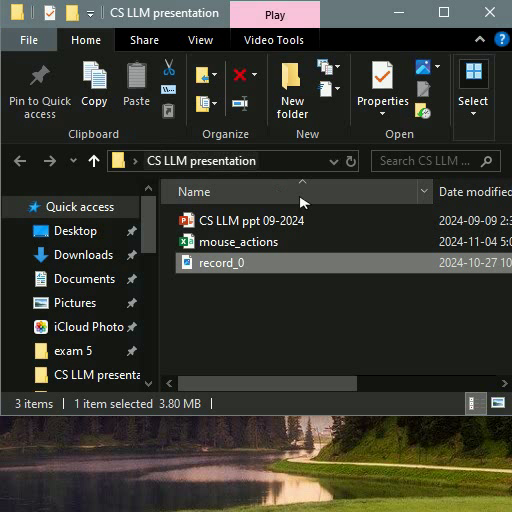 CS LLM presentation
Play
File
Home
Share
View
Video Tools
Pin to Quick access
Copy
Paste
New folder
Properties
Select
Clipboard
Organize
New
Open
CS LLM presentation
Search CS LLM ...
Name
Date modified
Quick access
Desktop
Downloads
Documents
Pictures
iCloud Photo
exam 5
CS LLM presenta
CS LLM ppt 09-2024
2024-09-09 2:3
mouse_actions
2024-11-04 5:0
record_0
2024-10-27 10
3 items
1 item selected 3.80 MB